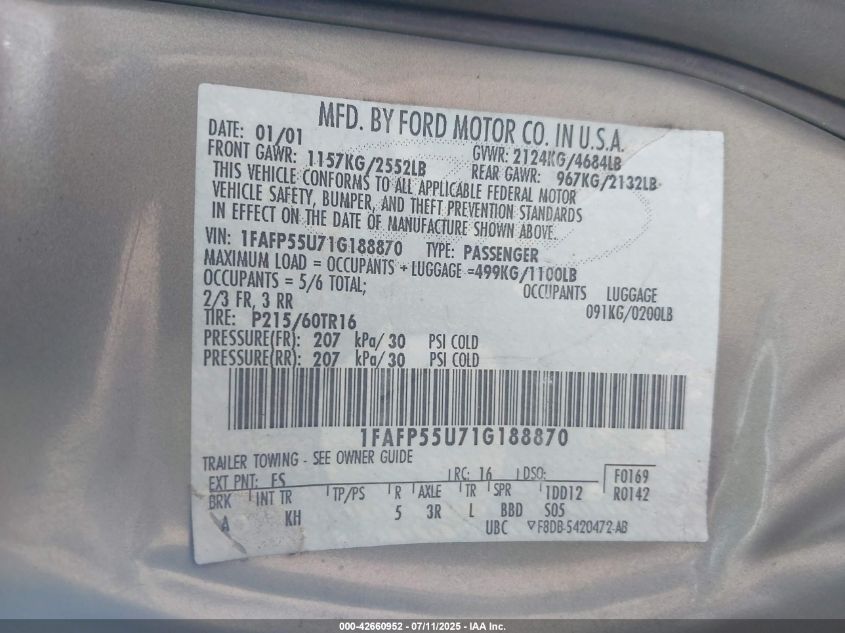 MFD. BY FORD MOTOR CO. IN U.S.A.
DATE: 01/01 GVWR: 2124KG/4684LB
FRONT GAWR: 1157KG/2552LB REAR GAWR: 967KG/2132LB
THIS VEHICLE CONFORMS TO ALL APPLICABLE FEDERAL MOTOR
VEHICLE SAFETY, BUMPER, AND THEFT PREVENTION STANDARDS
IN EFFECT ON THE DATE OF MANUFACTURE SHOWN ABOVE.
VIN: 1FAFP55U71G188870 TYPE: PASSENGER
MAXIMUM LOAD = OCCUPANTS + LUGGAGE =499KG/1100LB
OCCUPANTS = 5/6 TOTAL; OCCUPANTS LUGGAGE
2/3 FR, 3 RR 091KG/0200LB
TIRE: P215/60TR16
PRESSURE(FR): 207 kPa/30 PSI COLD
PRESSURE(RR): 207 kPa/30 PSI COLD
1FAFP55U71G188870
TRAILER TOWING - SEE OWNER GUIDE
EXT PNT: FS RC: 16 DSO: F0169
BRK INT TR TP/PS R AXLE TR SPR 1DD12 R0142
A KH 5 3R L BBD S05
UBC ▽F8DB-5420472-AB
000-42660952 - 07/11/2025 - IAA Inc.